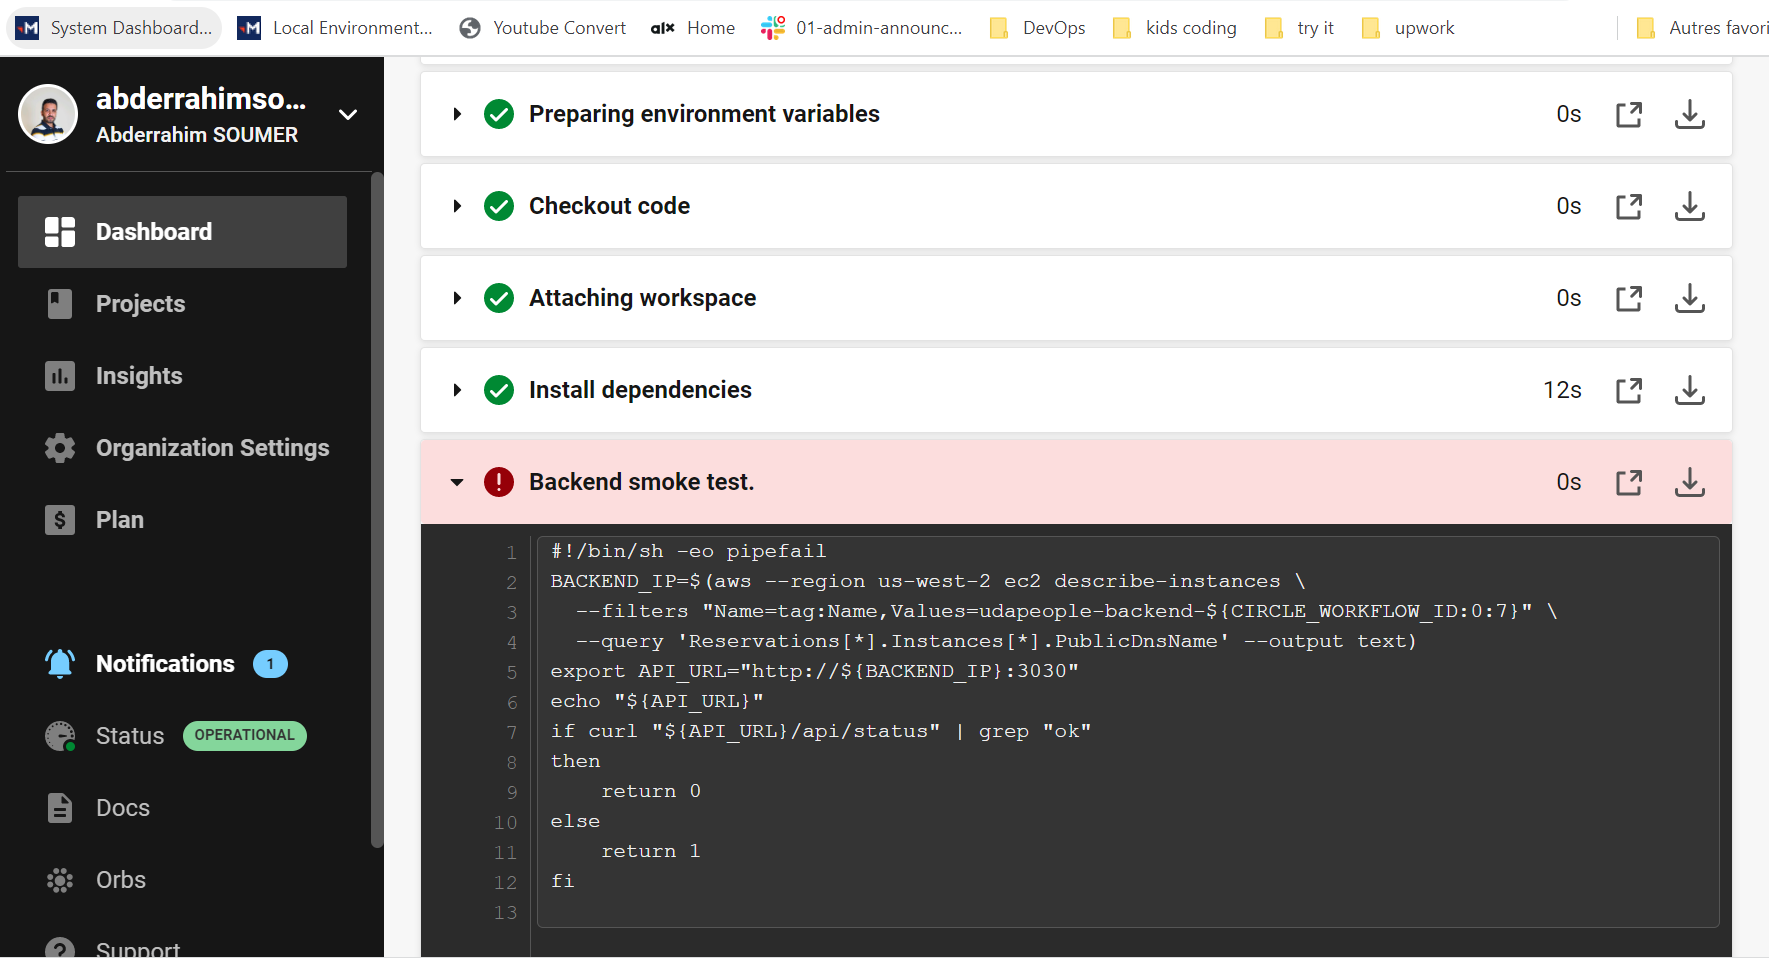 System Dashboard...
Local Environment...
Youtube Convert
alx Home
01-admin-announc...
DevOps
kids coding
try it
upwork
Autres favori
abderrahimso...
Abderrahim SOUMER
Dashboard
Projects
Insights
Organization Settings
Plan
Notifications 1
Status OPERATIONAL
Docs
Orbs
Support
Preparing environment variables 0s
Checkout code 0s
Attaching workspace 0s
Install dependencies 12s
Backend smoke test. 0s
1 #!/bin/sh -eo pipefail
2 BACKEND_IP=$(aws --region us-west-2 ec2 describe-instances \
3 --filters "Name=tag:Name,Values=udapeople-backend-${CIRCLE_WORKFLOW_ID:0:7}" \
4 --query 'Reservations[*].Instances[*].PublicDnsName' --output text)
5 export API_URL="http://${BACKEND_IP}:3030"
6 echo "${API_URL}"
7 if curl "${API_URL}/api/status" | grep "ok"
8 then
9 return 0
10 else
11 return 1
12 fi
13